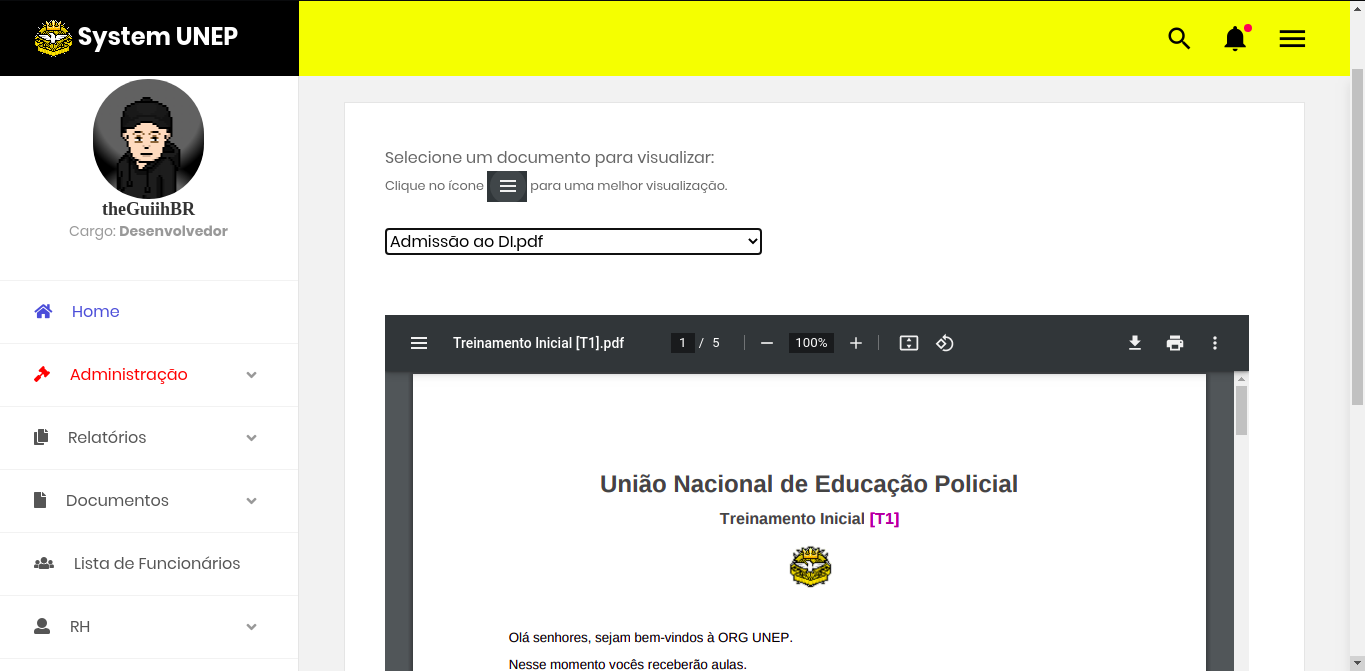 System UNEP
theGuiihBR
Cargo: Desenvolvedor
Home
Administração
Relatórios
Documentos
Lista de Funcionários
RH
Selecione um documento para visualizar:
Clique no ícone para uma melhor visualização.
Admissão ao DI.pdf
Treinamento Inicial [T1].pdf 1 / 5 100%
União Nacional de Educação Policial
Treinamento Inicial [T1]
Olá senhores, sejam bem-vindos à ORG UNEP.
Nesse momento vocês receberão aulas.